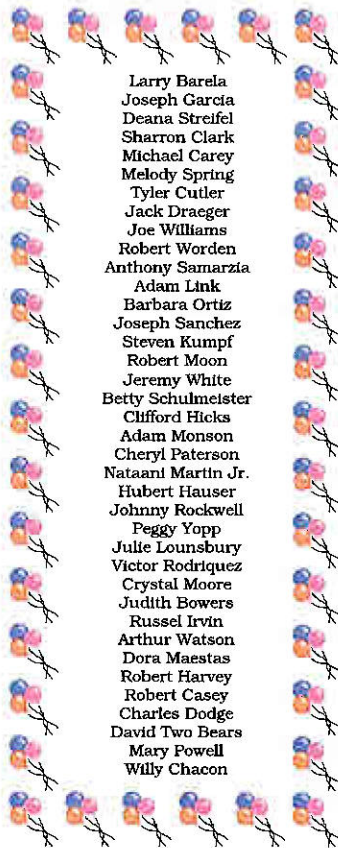 Larry Barela
Joseph Garcia
Deana Streifel
Sharron Clark
Michael Carey
Melody Spring
Tyler Cutler
Jack Draeger
Joe Williams
Robert Worden
Anthony Samarzia
Adam Link
Barbara Ortiz
Joseph Sanchez
Steven Kumpf
Robert Moon
Jeremy White
Betty Schulmeister
Clifford Hicks
Adam Monson
Cheryl Paterson
Nataani Martin Jr.
Hubert Hauser
Johnny Rockwell
Peggy Yopp
Julie Lounsbury
Victor Rodriquez
Crystal Moore
Judith Bowers
Russel Irvin
Arthur Watson
Dora Maestas
Robert Harvey
Robert Casey
Charles Dodge
David Two Bears
Mary Powell
Willy Chacon